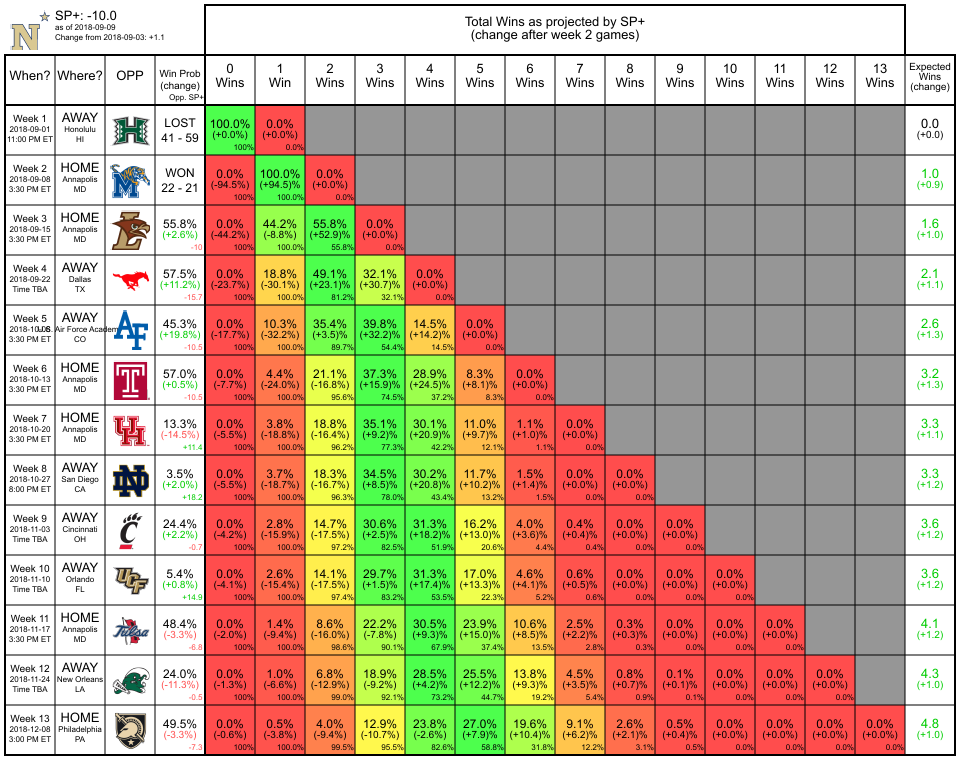 SP+: -10.0
as of 2018-09-09
Change from 2018-09-03: +1.1
Total Wins as projected by SP+
(change after week 2 games)
When? Where? OPP Win Prob (change) Opp. SP+ 0 Wins 1 Win 2 Wins 3 Wins 4 Wins 5 Wins 6 Wins 7 Wins 8 Wins 9 Wins 10 Wins 11 Wins 12 Wins 13 Wins Expected Wins (change)
Week 1 AWAY LOST 100.0% 0.0% 0.0
2018-09-01 Honolulu (+0.0%) (+0.0%) (+0.0)
11:00 PM ET HI H 41 - 59 100% 0.0%
Week 2 HOME WON 0.0% 100.0% 0.0% 1.0
2018-09-08 Annapolis (-94.5%) (+94.5)% (+0.0%) (+0.9)
3:30 PM ET MD M 22 - 21 100% 100.0% 0.0%
Week 3 HOME 55.8% 0.0% 44.2% 55.8% 0.0% 1.6
2018-09-15 Annapolis L (+2.6%) (-44.2%) (-8.8%) (+52.9)% (+0.0%) (+1.0)
3:30 PM ET MD -10 100% 100.0% 55.8% 0.0%
Week 4 AWAY 57.5% 0.0% 18.8% 49.1% 32.1% 0.0% 2.1
2018-09-22 Dallas (+11.2%) (-23.7%) (-30.1%) (+23.1)% (+30.7)% (+0.0%) (+1.1)
Time TBA TX -15.7 100% 100.0% 81.2% 32.1% 0.0%
Week 5 AWAY 45.3% 0.0% 10.3% 35.4% 39.8% 14.5% 0.0% 2.6
2018-10-06 U.S. Air Force Academy AF (+19.8%) (-17.7%) (-32.2%) (+3.5)% (+32.2)% (+14.2)% (+0.0%) (+1.3)
3:30 PM ET CO -10.5 100% 100.0% 89.7% 54.4% 14.5% 0.0%
Week 6 HOME 57.0% 0.0% 4.4% 21.1% 37.3% 28.9% 8.3% 0.0% 3.2
2018-10-13 Annapolis T (+0.5%) (-7.7%) (-24.0%) (-16.8%) (+15.9)% (+24.5)% (+8.1)% (+0.0%) (+1.3)
3:30 PM ET MD -10.5 100% 100.0% 95.6% 74.5% 37.2% 8.3% 0.0%
Week 7 HOME 13.3% 0.0% 3.8% 18.8% 35.1% 30.1% 11.0% 1.1% 0.0% 3.3
2018-10-20 Annapolis UH (-14.5%) (-5.5%) (-18.8%) (-16.4%) (+9.2)% (+20.9)% (+9.7)% (+1.0)% (+0.0%) (+1.1)
3:30 PM ET MD +11.4 100% 100.0% 96.2% 77.3% 42.2% 12.1% 1.1% 0.0%
Week 8 AWAY 3.5% 0.0% 3.7% 18.3% 34.5% 30.2% 11.7% 1.5% 0.0% 0.0% 3.3
2018-10-27 San Diego ND (+2.0%) (-5.5%) (-18.7%) (-16.7%) (+8.5)% (+20.8)% (+10.2)% (+1.4)% (+0.0%) (+0.0%) (+1.2)
8:00 PM ET CA +18.2 100% 100.0% 96.3% 78.0% 43.4% 13.2% 1.5% 0.0% 0.0%
Week 9 AWAY 24.4% 0.0% 2.8% 14.7% 30.6% 31.3% 16.2% 4.0% 0.4% 0.0% 0.0% 3.6
2018-11-03 Cincinnati C (+2.2%) (-4.2%) (-15.9%) (-17.5%) (+2.5)% (+18.2)% (+13.0)% (+3.6)% (+0.4)% (+0.0%) (+0.0%) (+1.2)
Time TBA OH -0.7 100% 100.0% 97.2% 82.5% 51.9% 20.6% 4.4% 0.4% 0.0% 0.0%
Week 10 AWAY 5.4% 0.0% 2.6% 14.1% 29.7% 31.3% 17.0% 4.6% 0.6% 0.0% 0.0% 0.0% 3.6
2018-11-10 Orlando UCF (+0.8%) (-4.1%) (-15.4%) (-17.5%) (+1.5)% (+17.4)% (+13.3)% (+4.1)% (+0.5)% (+0.0%) (+0.0%) (+0.0%) (+1.2)
Time TBA FL +14.9 100% 100.0% 97.4% 83.2% 53.5% 22.3% 5.2% 0.6% 0.0% 0.0% 0.0%
Week 11 HOME 48.4% 0.0% 1.4% 8.6% 22.2% 30.5% 23.9% 10.6% 2.5% 0.3% 0.0% 0.0% 0.0% 4.1
2018-11-17 Annapolis Tulsa (-3.3%) (-2.0%) (-9.4%) (-16.0%) (-7.8%) (+9.3)% (+15.0)% (+8.5)% (+2.2)% (+0.3)% (+0.0%) (+0.0%) (+0.0%) (+1.2)
3:30 PM ET MD -6.8 100% 100.0% 98.6% 90.1% 67.9% 37.4% 13.5% 2.8% 0.3% 0.0% 0.0% 0.0%
Week 12 AWAY 24.0% 0.0% 1.0% 6.8% 18.9% 28.5% 25.5% 13.8% 4.5% 0.8% 0.1% 0.0% 0.0% 0.0% 4.3
2018-11-24 New Orleans (-11.3%) (-1.3%) (-6.6%) (-12.9%) (-9.2%) (+4.2)% (+12.2)% (+9.3)% (+3.5)% (+0.7)% (+0.1)% (+0.0%) (+0.0%) (+0.0%) (+1.0)
Time TBA LA -0.5 100% 100.0% 99.0% 92.1% 73.2% 44.7% 19.2% 5.4% 0.9% 0.1% 0.0% 0.0% 0.0%
Week 13 HOME 49.5% 0.0% 0.5% 4.0% 12.9% 23.8% 27.0% 19.6% 9.1% 2.6% 0.5% 0.0% 0.0% 0.0% 0.0% 4.8
2018-12-08 Philadelphia (-3.3%) (-0.6%) (-3.8%) (-9.4%) (-10.7%) (-2.6%) (+7.9)% (+10.4)% (+6.2)% (+2.1)% (+0.4)% (+0.0%) (+0.0%) (+0.0%) (+0.0%) (+1.0)
3:00 PM ET PA -7.3 100% 100.0% 99.5% 95.5% 82.6% 58.8% 31.8% 12.2% 3.1% 0.5% 0.0% 0.0% 0.0% 0.0%